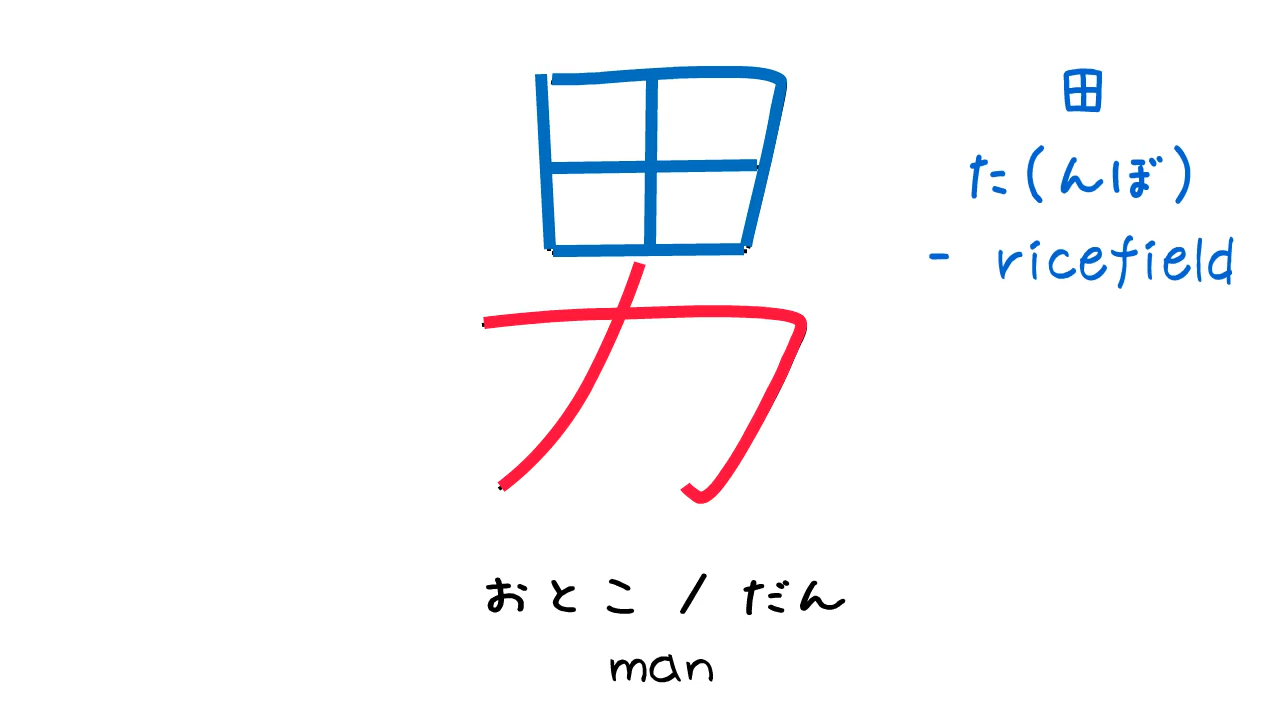 男
おとこ / だん
man
田
た(んぼ)
- ricefield